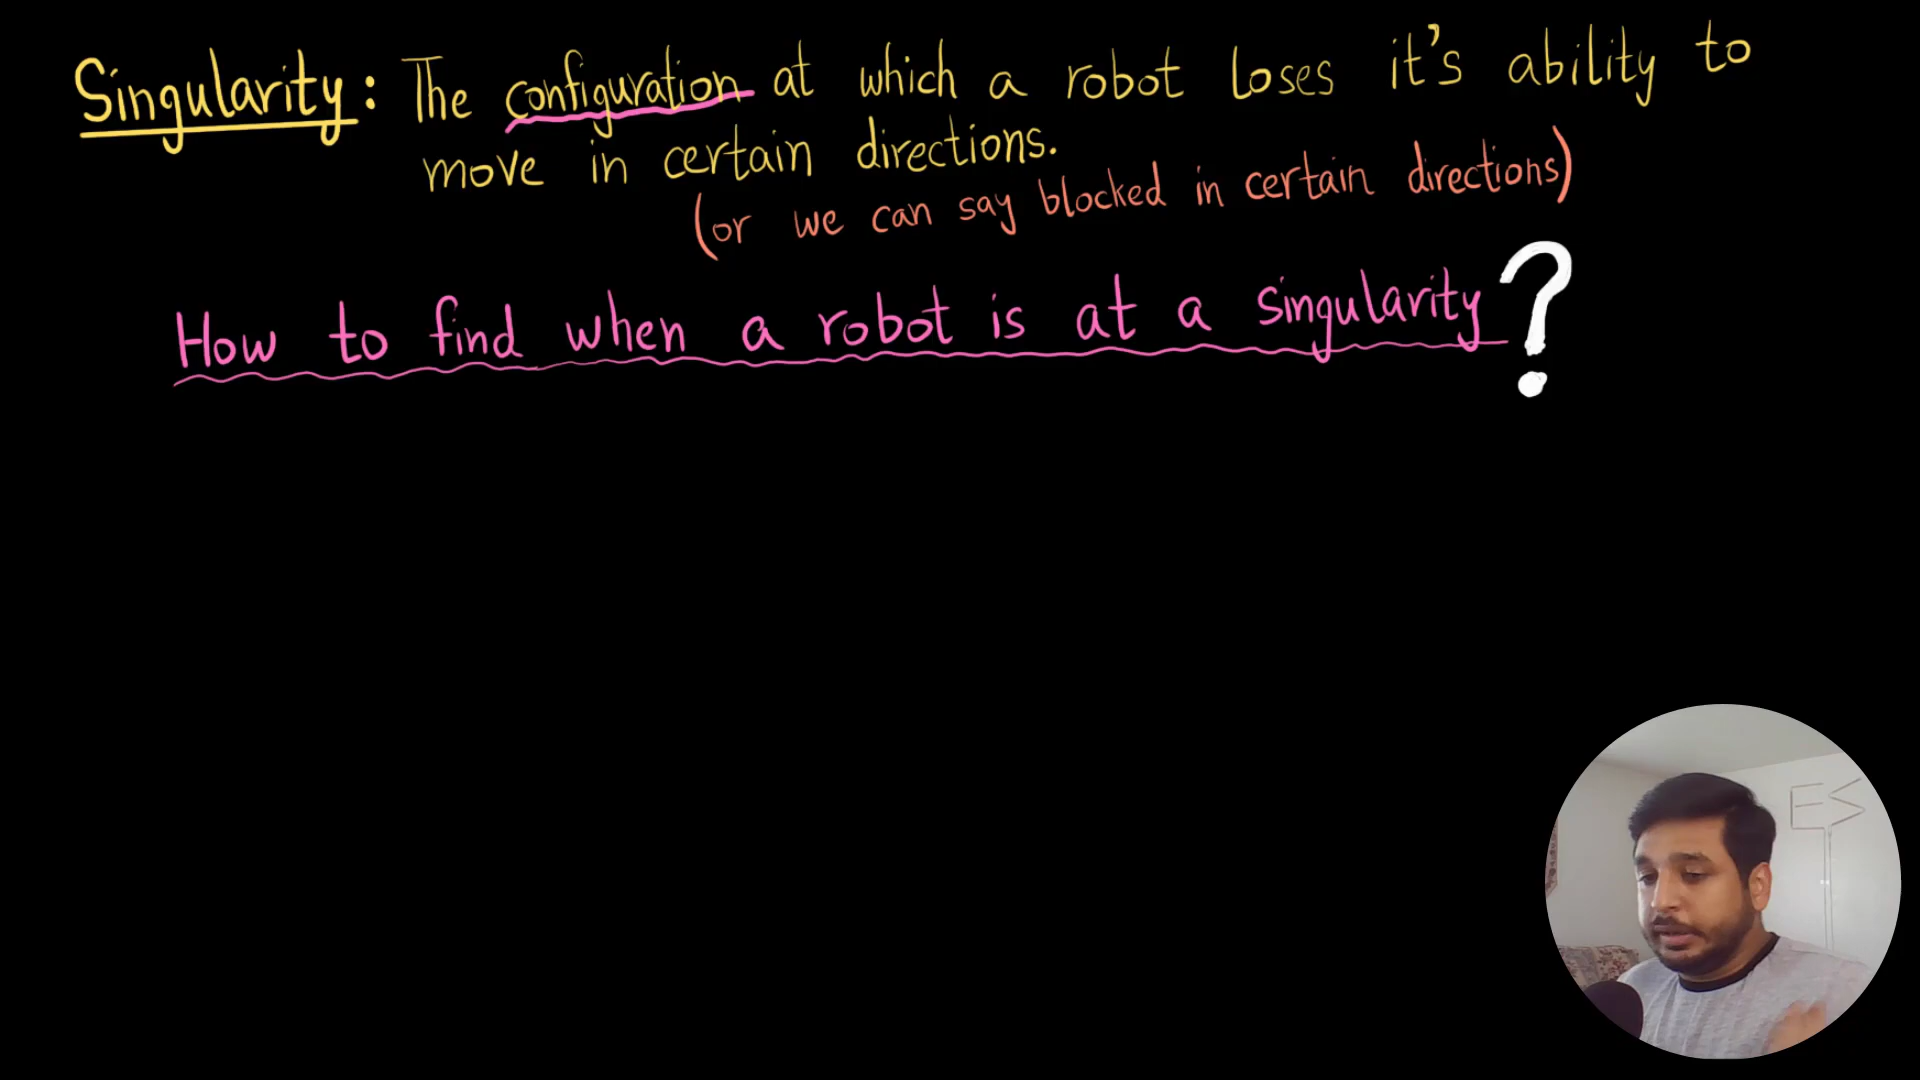 Singularity: The configuration at which a robot loses it's ability to
move in certain directions.
(or we can say blocked in certain directions)
How to find when a robot is at a singularity?
ES